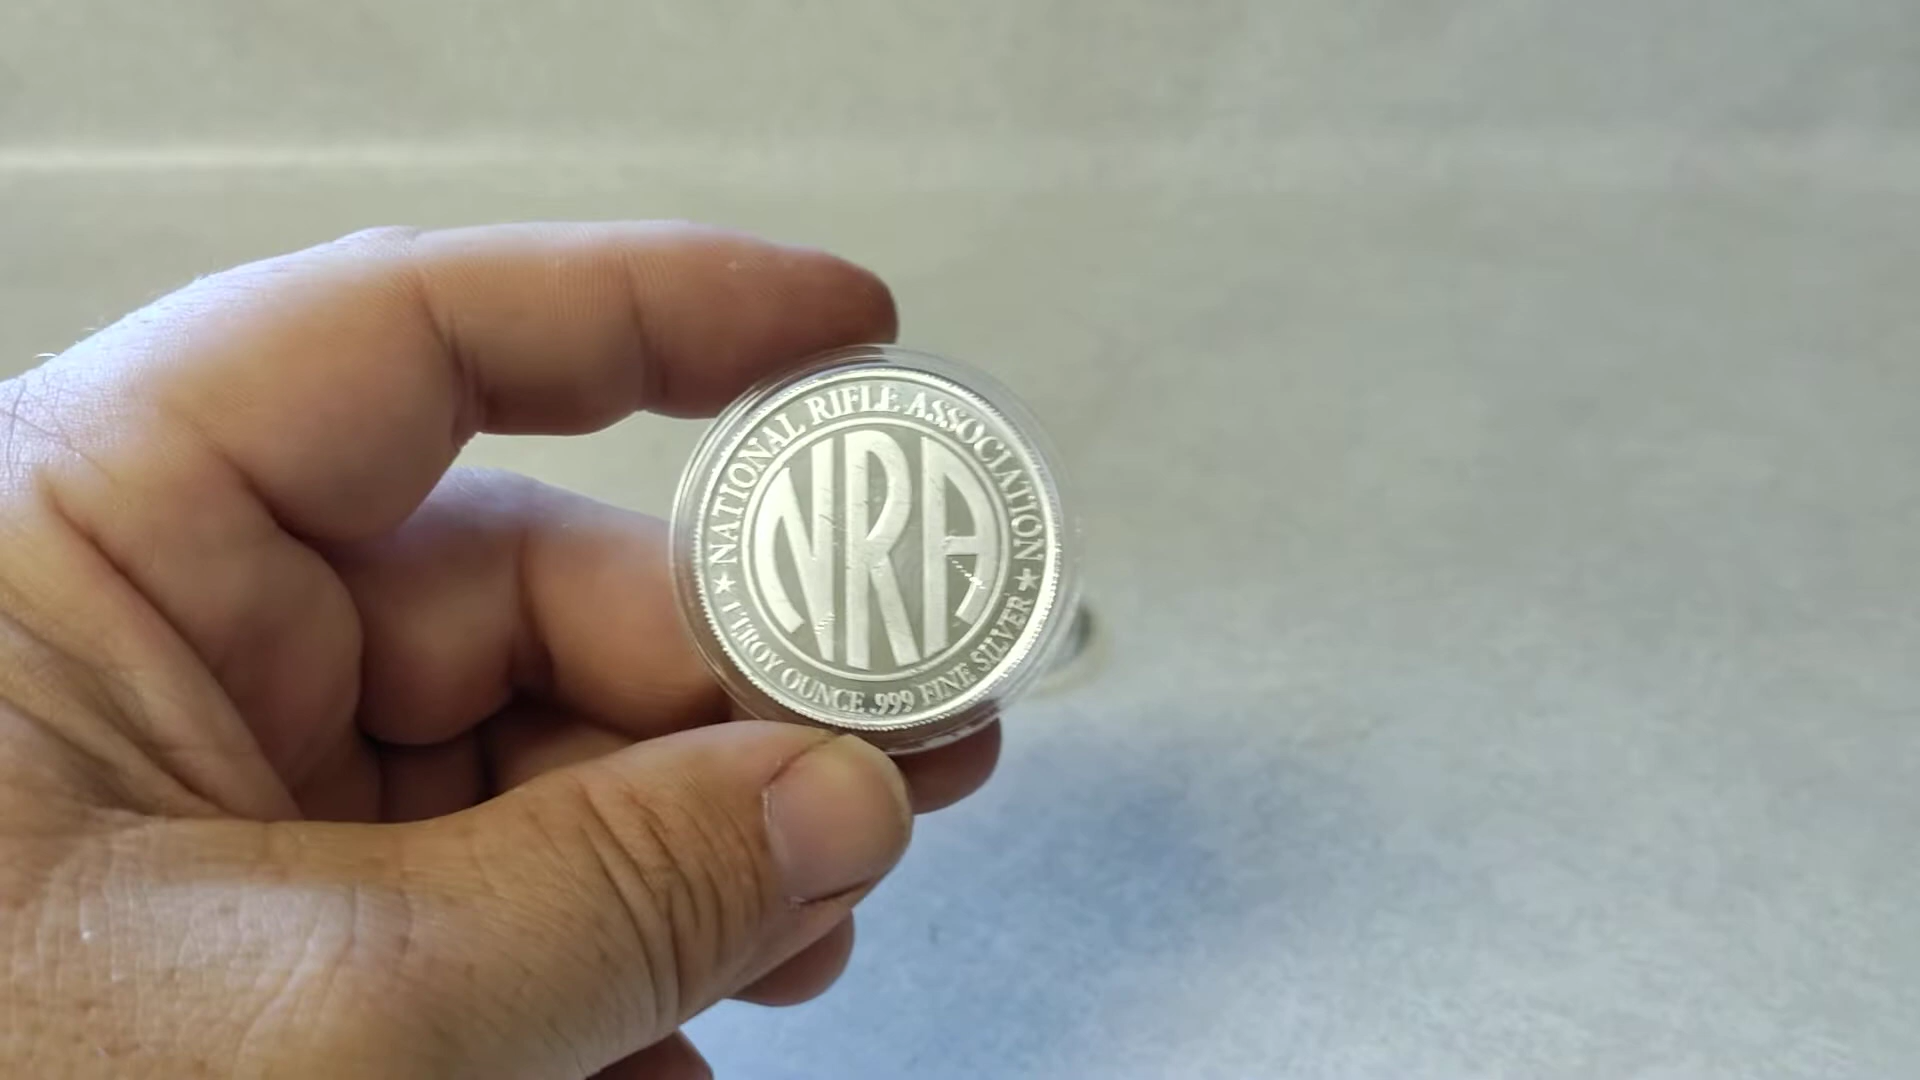 ★ NATIONAL RIFLE ASSOCIATION ★
NRA
1 TROY OUNCE .999 FINE SILVER